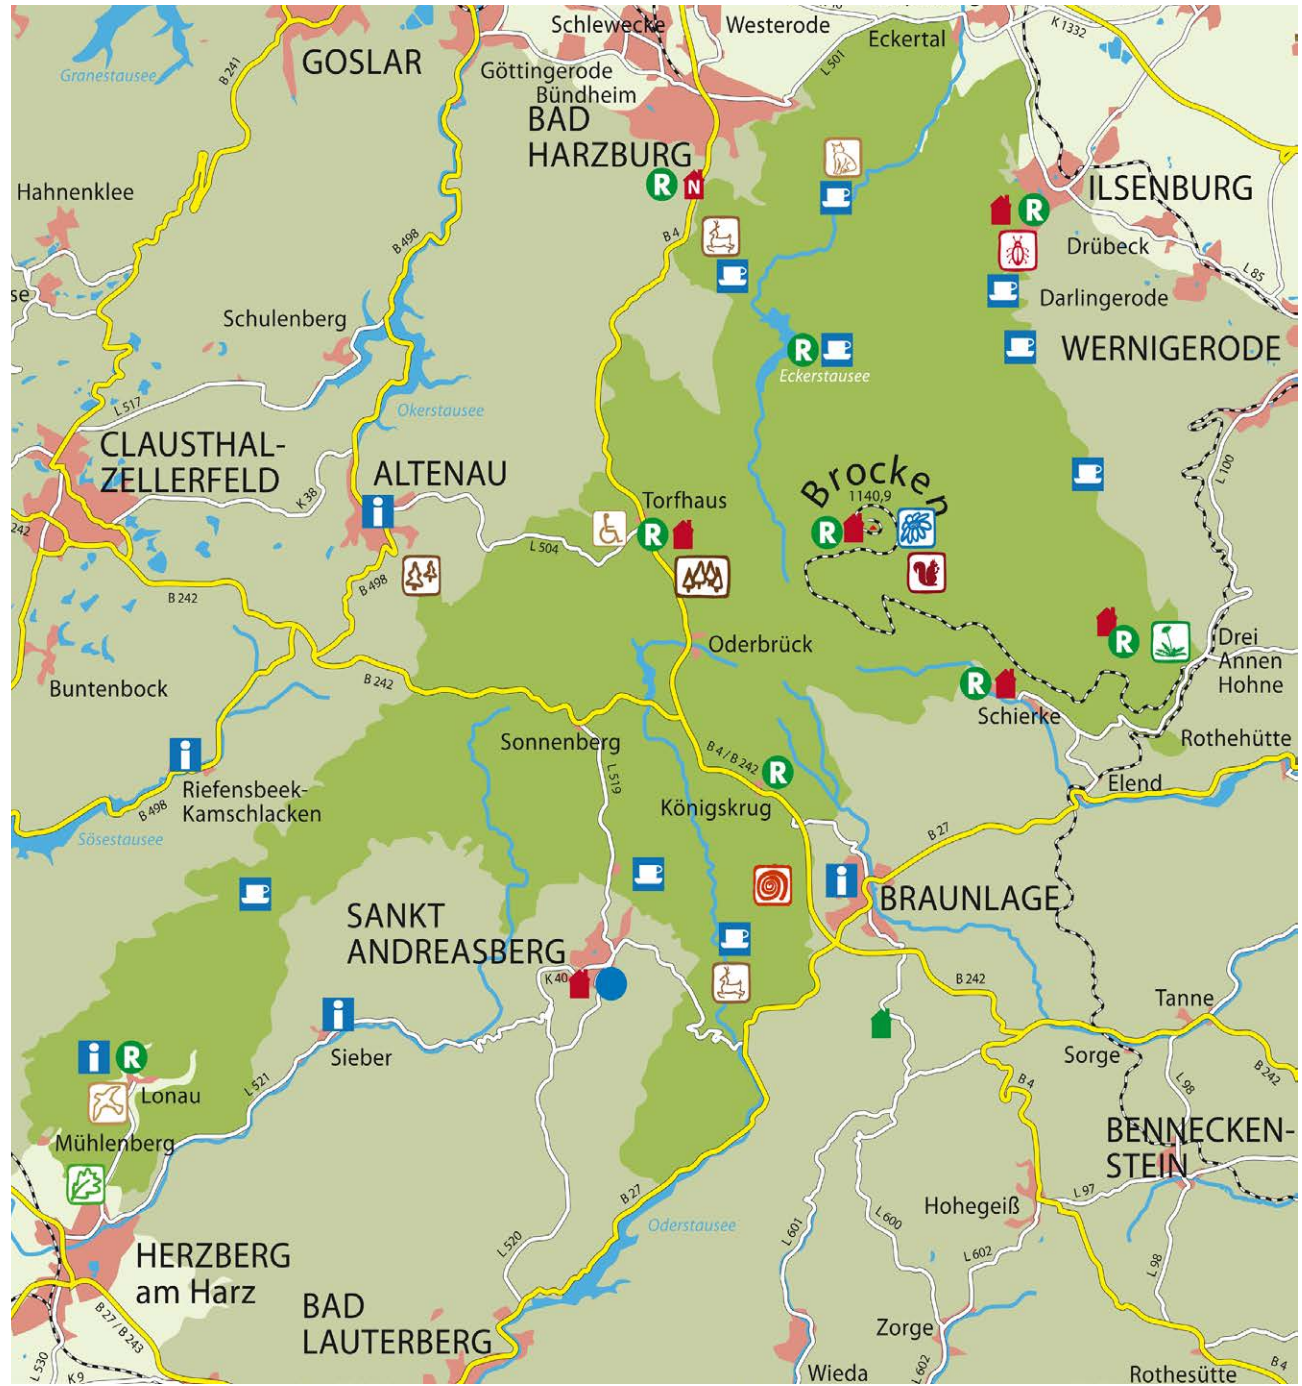 Schlewecke
Westerode
K 1332
Eckertal
L 501
Granestausee
B 241
GOSLAR
Göttingerode
Bündheim
BAD
HARZBURG
R
N
Hahnenklee
B 498
B 4
ILSENBURG
R
Drübeck
L 85
se
Schulenberg
Darlingerode
WERNIGERODE
R
Eckerstausee
L 517
Okerstausee
CLAUSTHAL-
ZELLERFELD
ALTENAU
K 38
i
L 100
Brocken
1140,9
Torfhaus
R
R
242
L 504
B 498
B 242
R
Drei
Annen
Hohne
Oderbrück
Buntenbock
B 242
R
Schierke
Sonnenberg
Rothehütte
i
Riefensbeek-
Kamschlacken
B 498
L 519
B 4 / B 242
R
Königskrug
Elend
Sösestausee
B 27
i
BRAUNLAGE
SANKT
ANDREASBERG
K 40
B 242
Tanne
i
Sieber
Sorge
i
R
Lonau
L 521
B 4
L 98
B 242
Mühlenberg
BENNECKEN-
STEIN
B 27
L 97
Hohegeiß
Oderstausee
L 601
L 600
L 602
L 520
L 98
HERZBERG
am Harz
BAD
LAUTERBERG
B 27 / B 243
Zorge
L 530
K 9
Wieda
L 602
Rothesütte
B 4